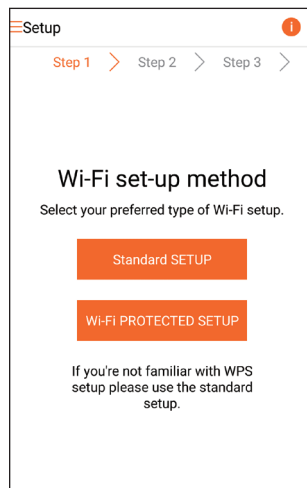 Setup
i
Step 1 Step 2 Step 3
Wi-Fi set-up method
Select your preferred type of Wi-Fi setup.
Standard SETUP
Wi-Fi PROTECTED SETUP
If you're not familiar with WPS
setup please use the standard
setup.